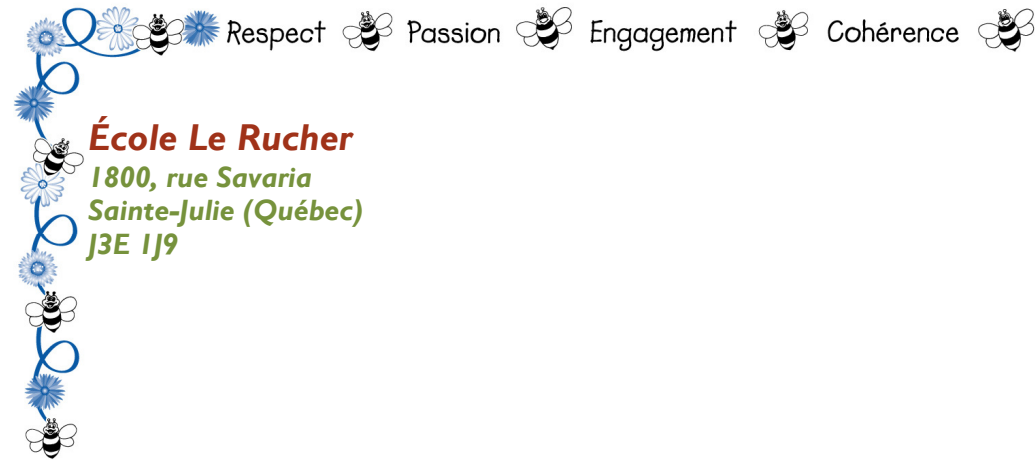 Respect Passion Engagement Cohérence
École Le Rucher
1800, rue Savaria
Sainte-Julie (Québec)
J3E 1J9